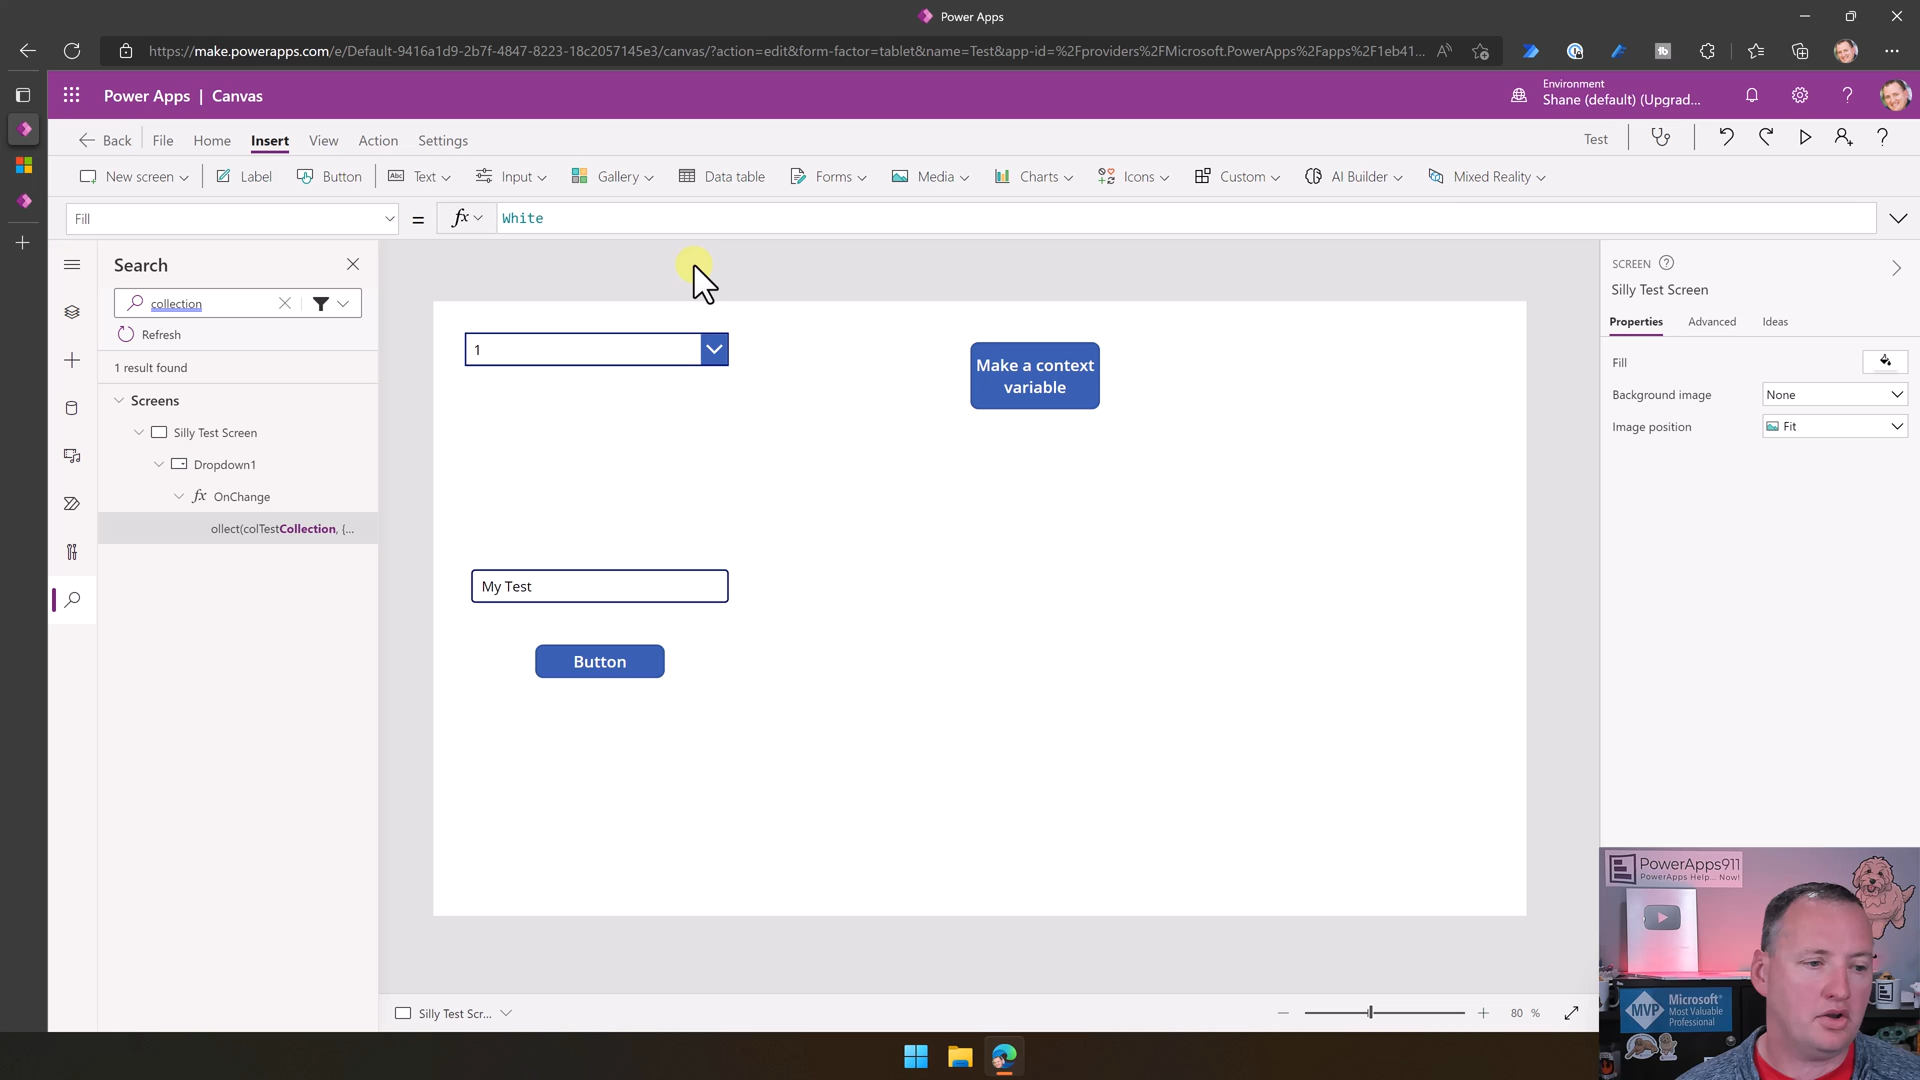 Power Apps
https://make.powerapps.com/e/Default-9416a1d9-2b7f-4847-8223-18c2057145e3/canvas/?action=edit&form-factor=tablet&name=Test&app-id=%2Fproviders%2FMicrosoft.PowerApps%2Fapps%2F1eb41...
Power Apps | Canvas
Environment
Shane (default) (Upgrad...
Back File Home Insert View Action Settings
Test
New screen Label Button Text Input Gallery Data table Forms Media Charts Icons Custom AI Builder Mixed Reality
Fill = fx White
Search
collection
Refresh
1 result found
Screens
Silly Test Screen
Dropdown1
fx OnChange
ollect(colTestCollection, {...
1
Make a context
variable
My Test
Button
SCREEN
Silly Test Screen
Properties Advanced Ideas
Fill
Background image None
Image position Fit
Silly Test Scr...
80 %
PowerApps911
PowerApps Help... Now!
MVP
Microsoft
Most Valuable
Professional